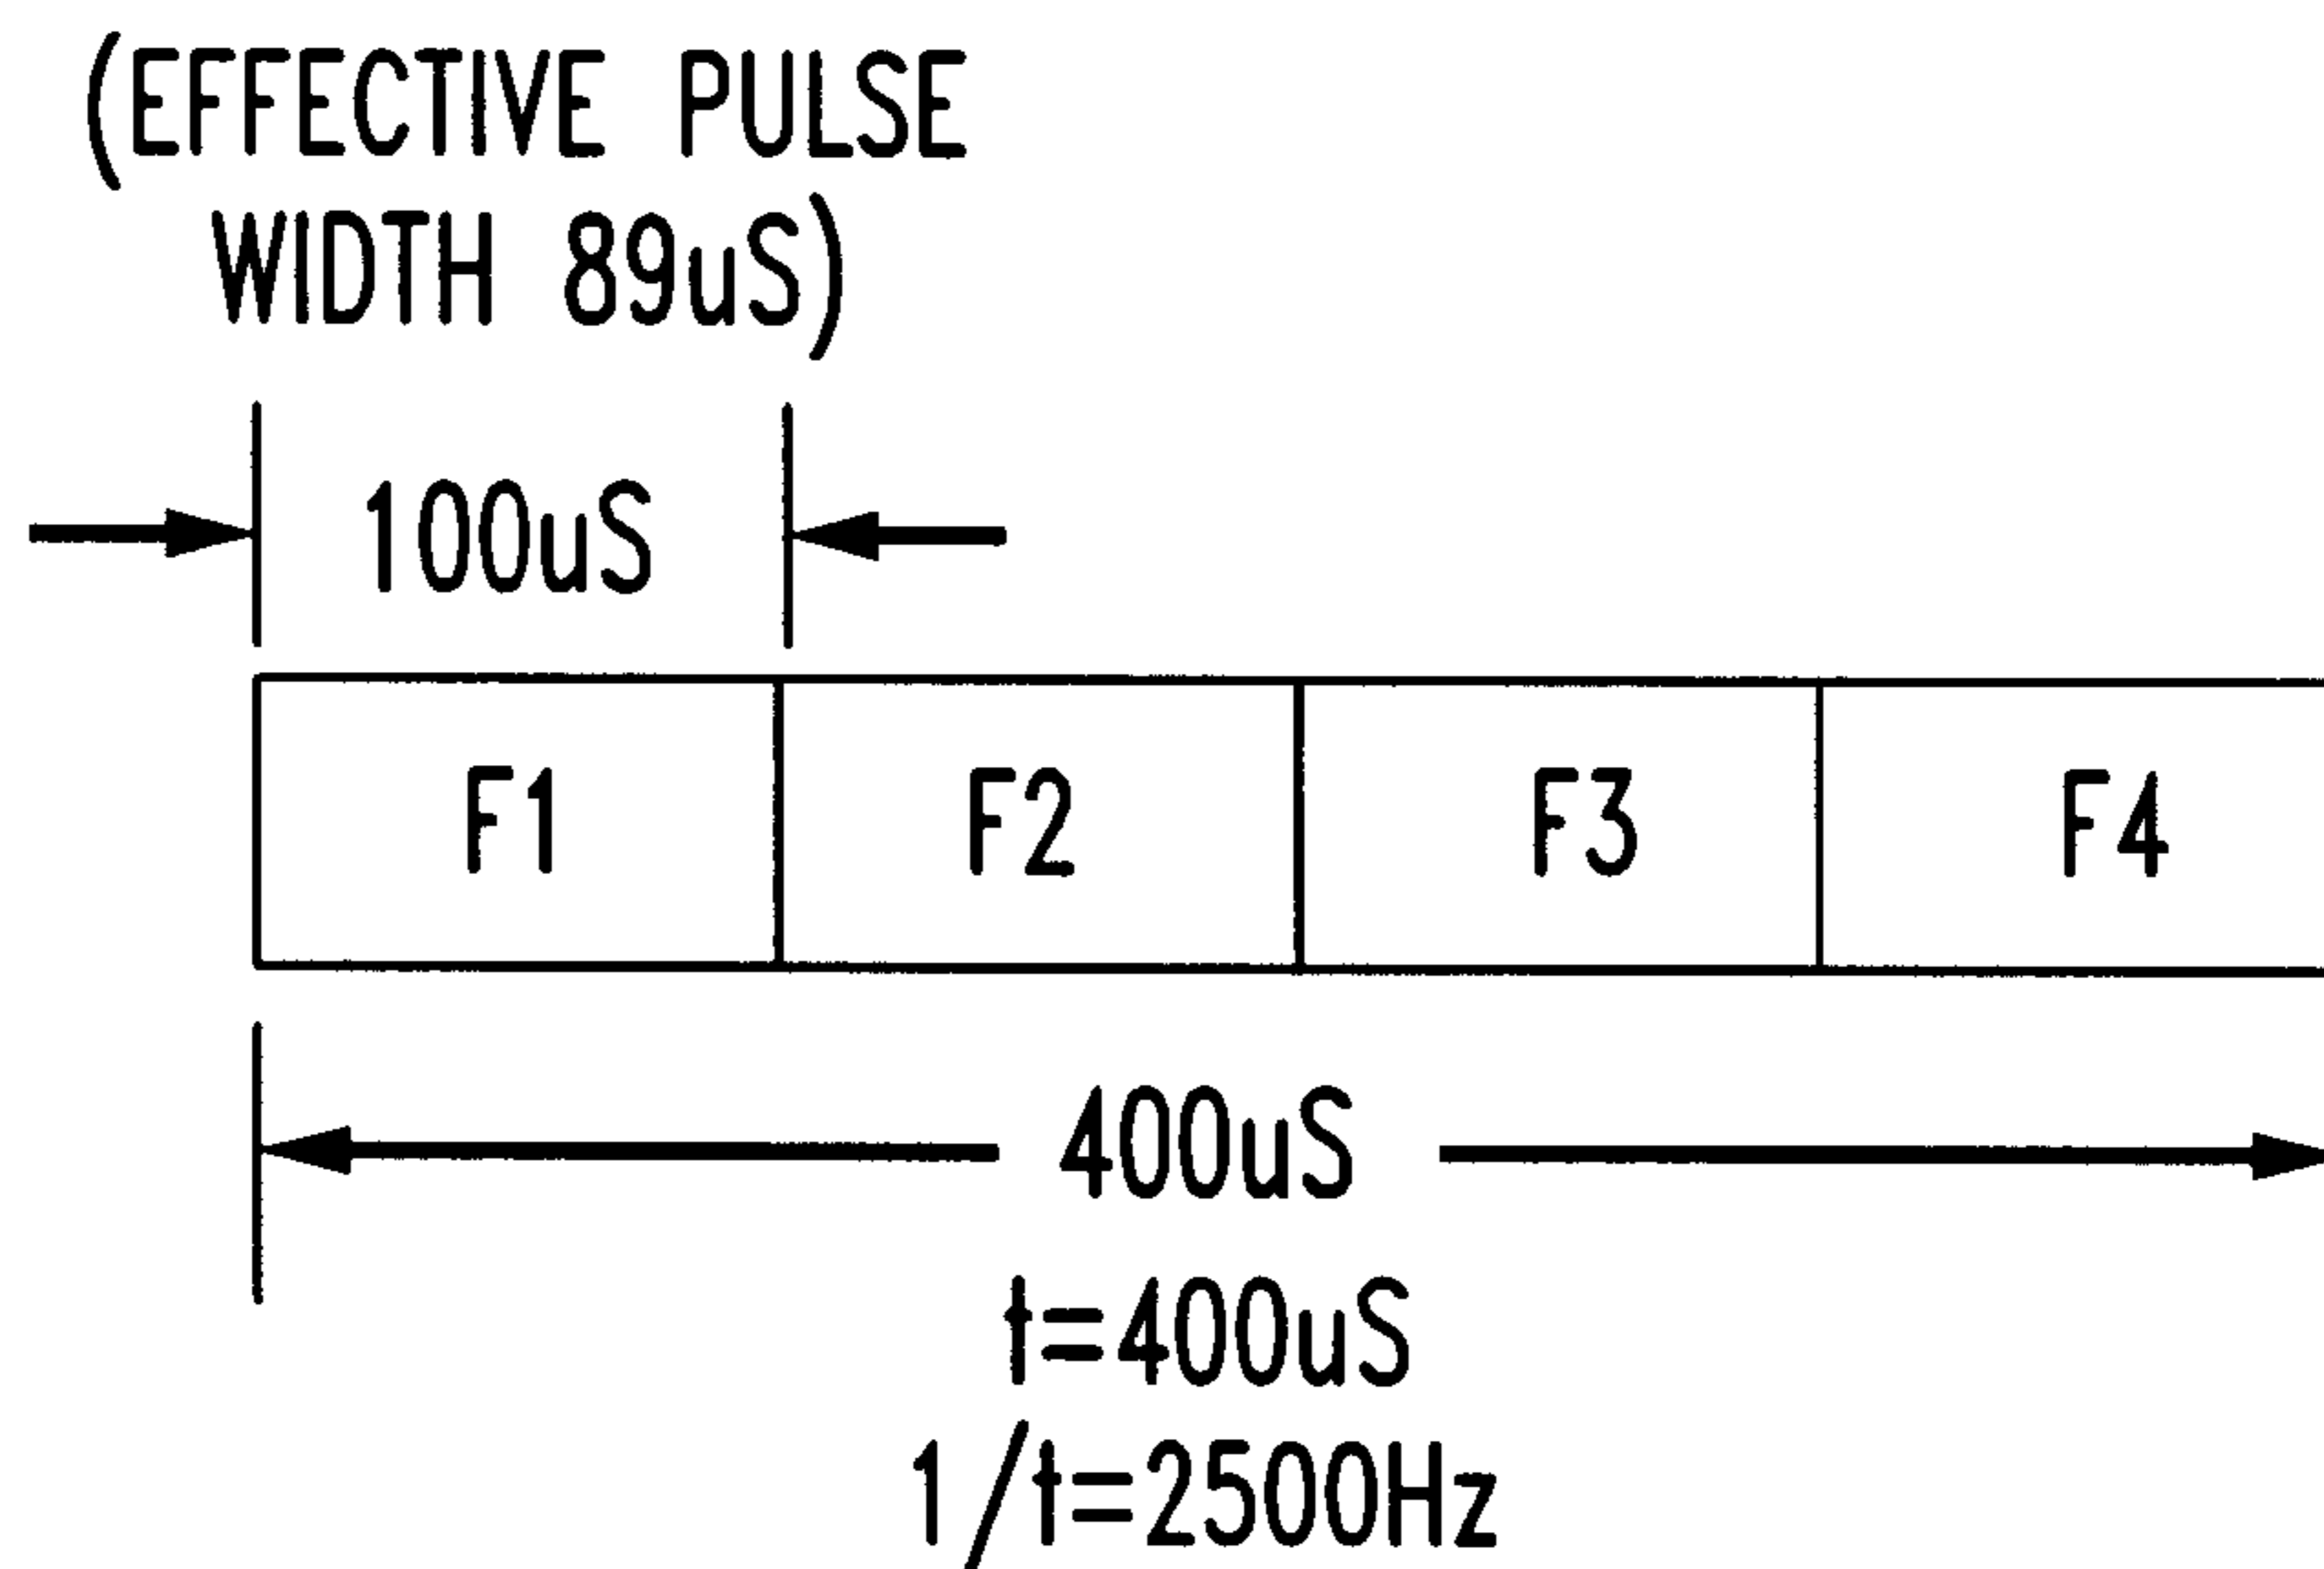 (EFFECTIVE PULSE
WIDTH 89uS)
100uS
F1 F2 F3 F4
400uS
t=400uS
1/t=2500Hz